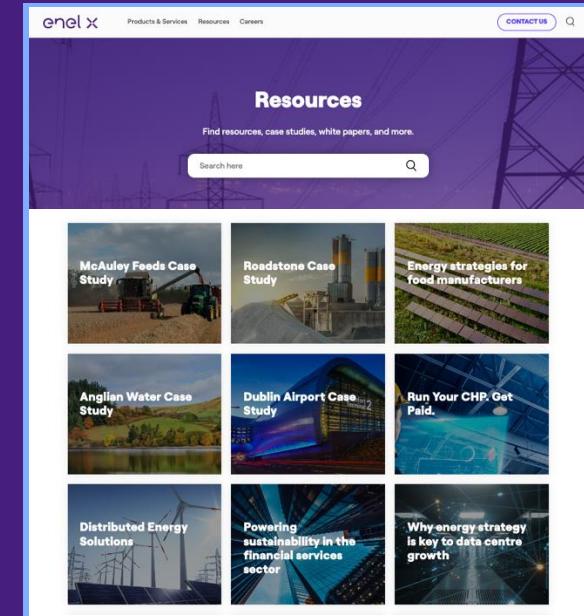 enel x
Products & Services Resources Careers
CONTACT US
Resources
Find resources, case studies, white papers, and more.
Search here
McAuley Feeds Case
Study
Roadstone Case
Study
Energy strategies for
food manufacturers
Anglian Water Case
Study
Dublin Airport Case
Study
Run Your CHP. Get
Paid.
Distributed Energy
Solutions
Powering
sustainability in the
financial services
sector
Why energy strategy
is key to data centre
growth